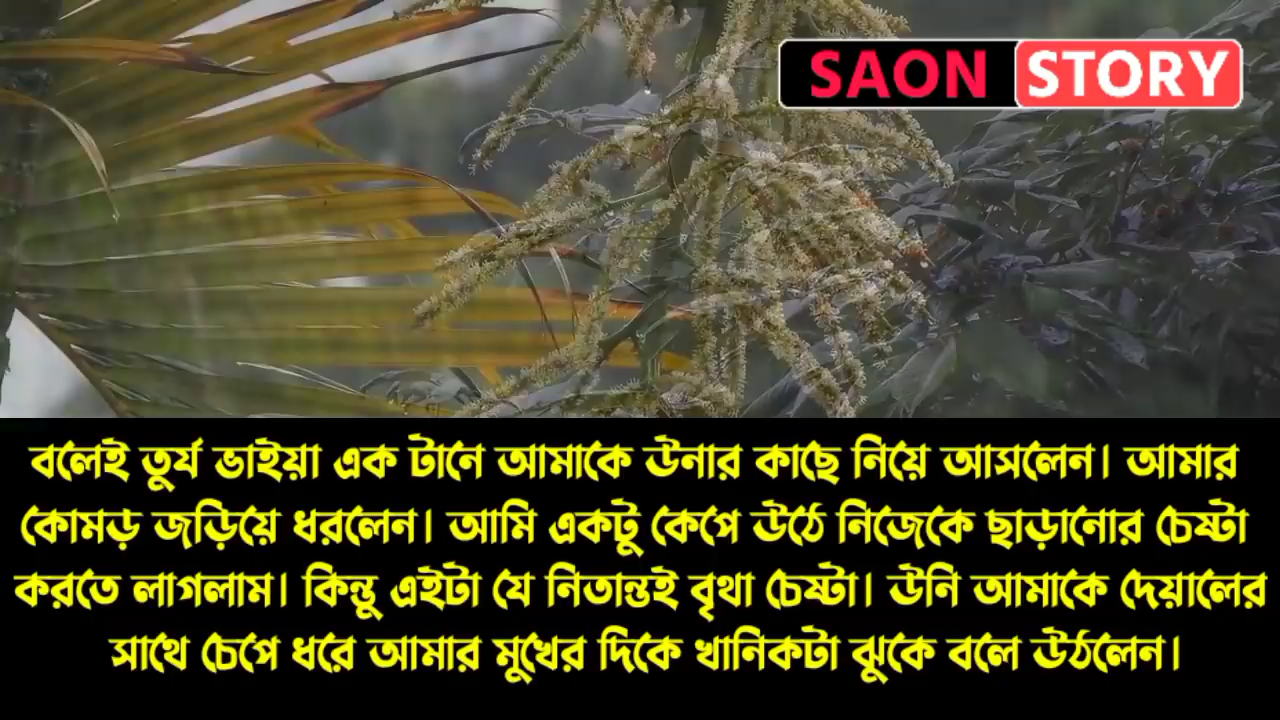 SAON STORY
বলেই তুর্য ভাইয়া এক টানে আমাকে উনার কাছে নিয়ে আসলেন। আমার
কোমড় জড়িয়ে ধরলেন। আমি একটু কেপে উঠে নিজেকে ছাড়ানোর চেষ্টা
করতে লাগলাম। কিন্তু এইটা যে নিতান্তই বৃথা চেষ্টা। উনি আমাকে দেয়ালের
সাথে চেপে ধরে আমার মুখের দিকে খানিকটা ঝুকে বলে উঠলেন।